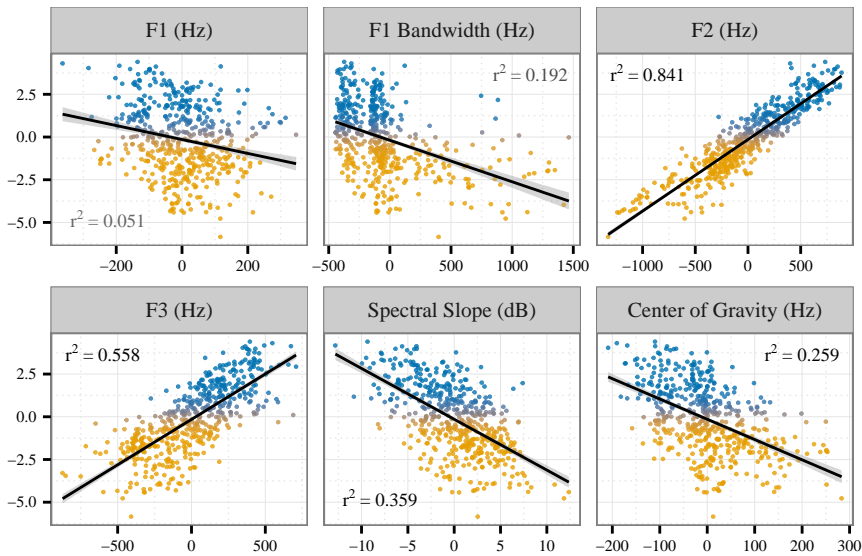 F1 (Hz) F1 Bandwidth (Hz) F2 (Hz)
r² = 0.051
r² = 0.192
r² = 0.841
2.5
0.0
−2.5
−5.0
−200 0 200
−500 0 500 1000 1500
−1000 −500 0 500
F3 (Hz) Spectral Slope (dB) Center of Gravity (Hz)
r² = 0.558
r² = 0.359
r² = 0.259
2.5
0.0
−2.5
−5.0
−500 0 500
−10 −5 0 5 10
−200 −100 0 100 200 300